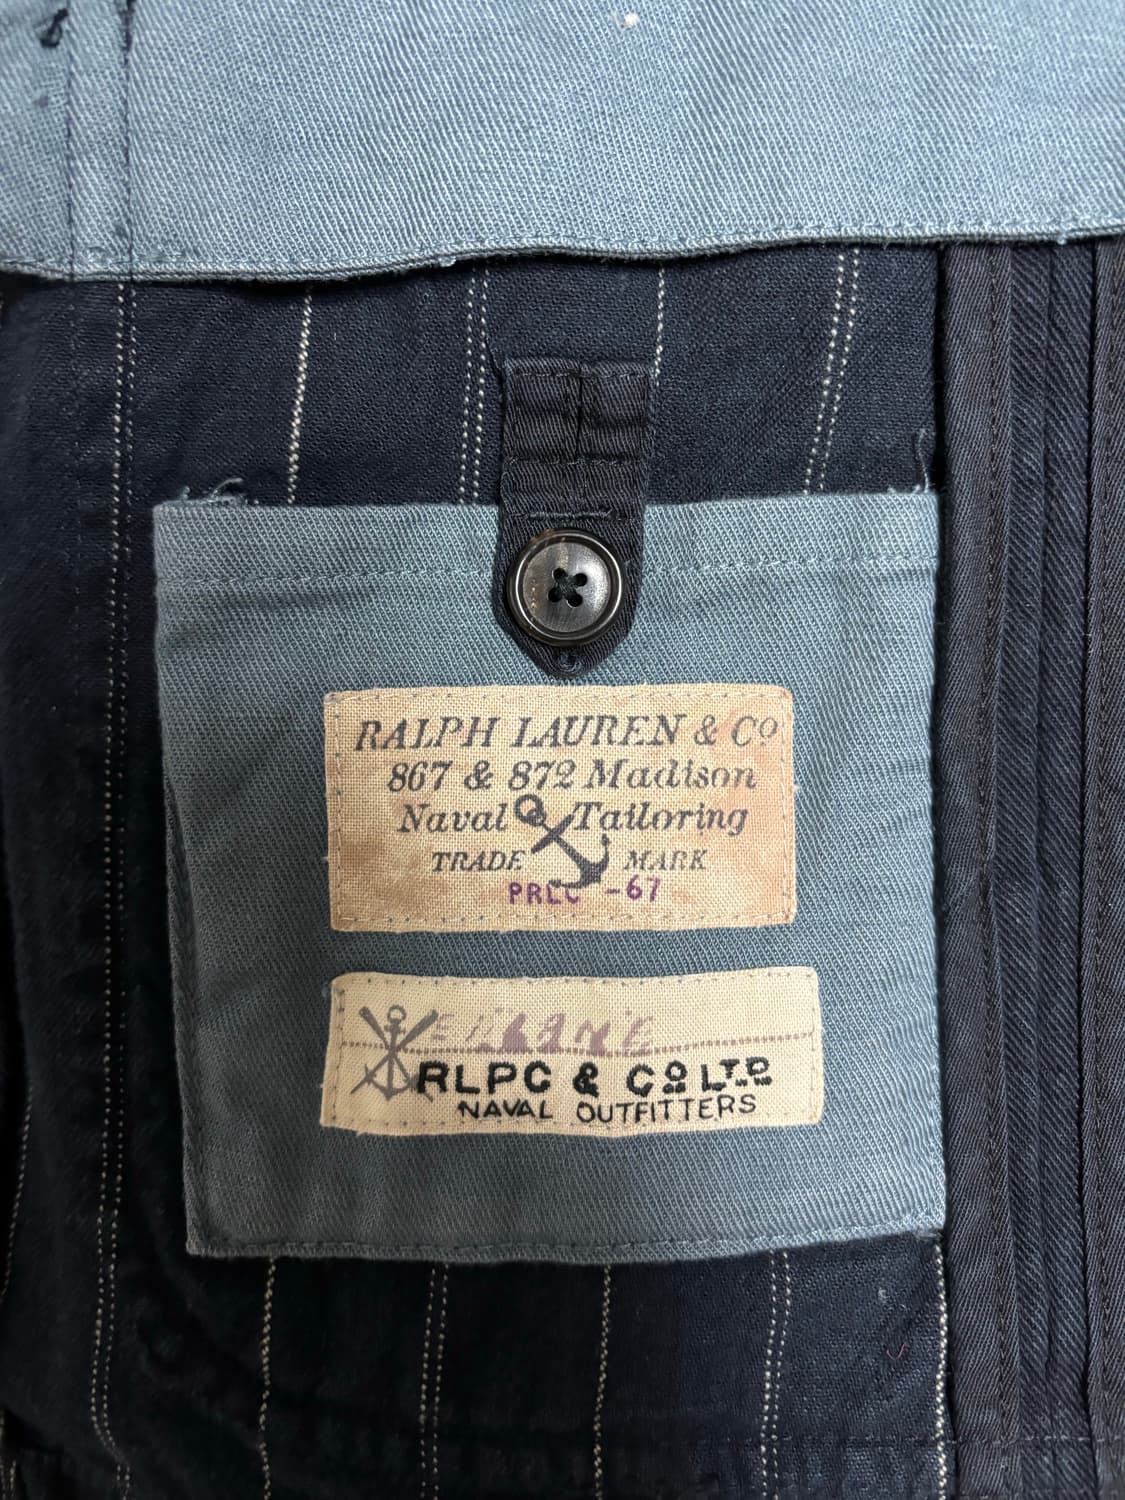 RALPH LAUREN & Cº
867 & 872 Madison
Naval Tailoring
TRADE MARK
PRLC -67
RLPC & Cº LTD
NAVAL OUTFITTERS